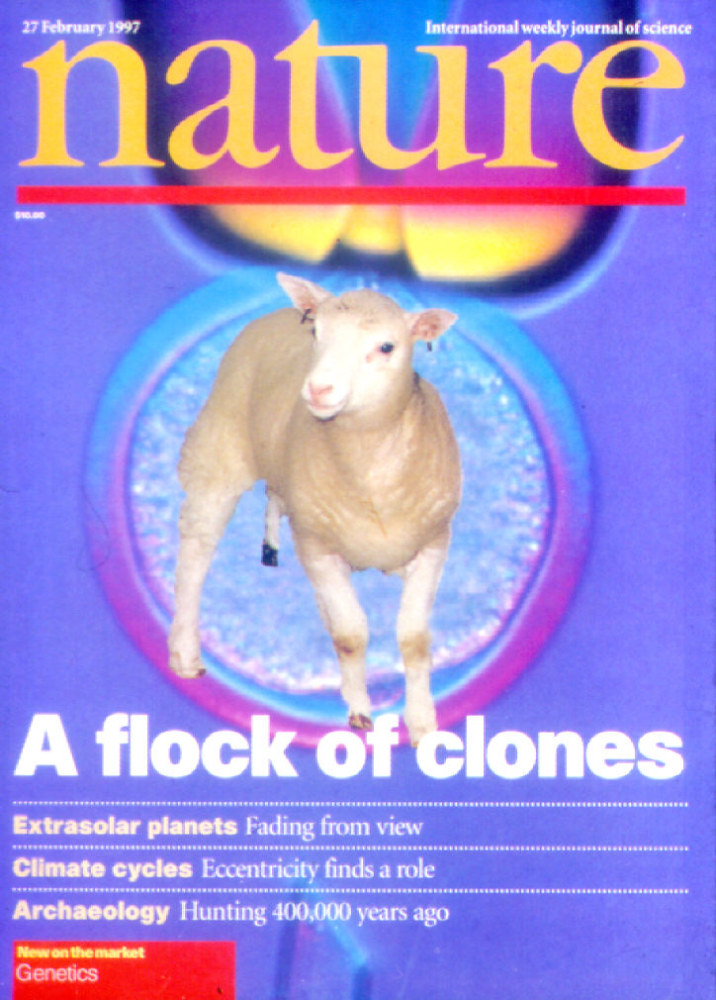 27 February 1997
International weekly journal of science
nature
$10.00
A flock of clones
Extrasolar planets Fading from view
Climate cycles Eccentricity finds a role
Archaeology Hunting 400,000 years ago
New on the market
Genetics